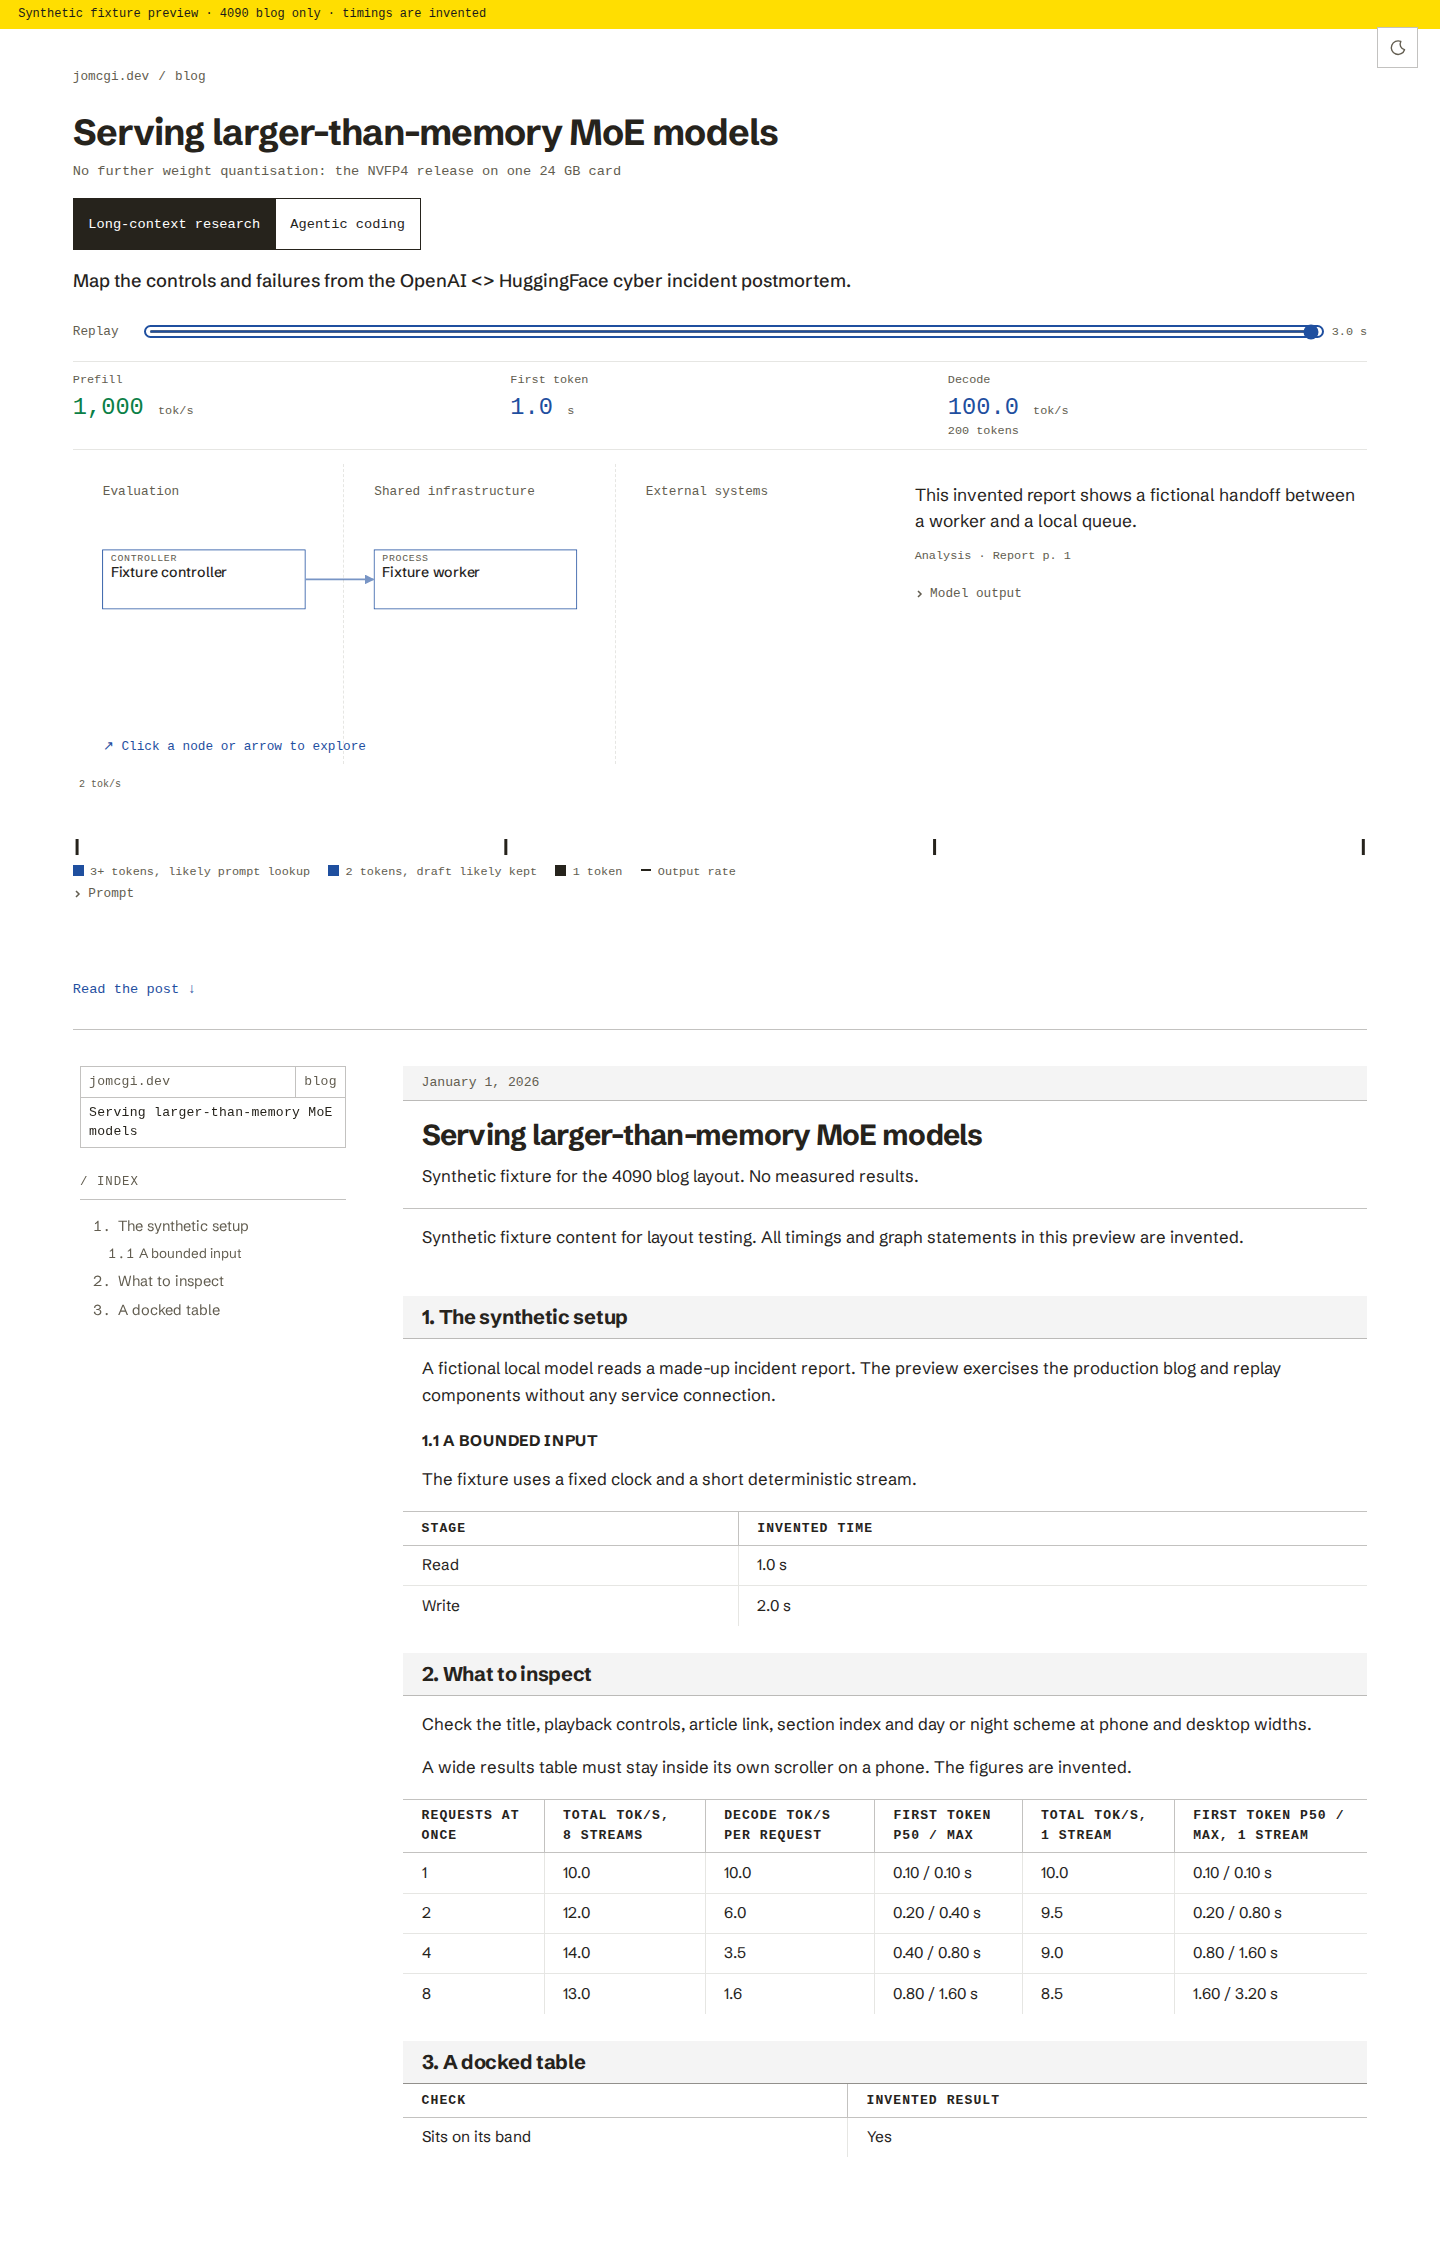 Synthetic fixture preview · 4090 blog only · timings are invented
jomcgi.dev / blog
Serving larger-than-memory MoE models
No further weight quantisation: the NVFP4 release on one 24 GB card
Long-context research
Agentic coding
Map the controls and failures from the OpenAI <> HuggingFace cyber incident postmortem.
Replay
3.0 s
Prefill
1,000 tok/s
First token
1.0 s
Decode
100.0 tok/s
200 tokens
Evaluation
Shared infrastructure
External systems
CONTROLLER
Fixture controller
PROCESS
Fixture worker
↗ Click a node or arrow to explore
This invented report shows a fictional handoff between
a worker and a local queue.
Analysis · Report p. 1
› Model output
2 tok/s
3+ tokens, likely prompt lookup
2 tokens, draft likely kept
1 token
Output rate
› Prompt
Read the post ↓
jomcgi.dev
blog
Serving larger-than-memory MoE
models
/ INDEX
1. The synthetic setup
1.1 A bounded input
2. What to inspect
3. A docked table
January 1, 2026
Serving larger-than-memory MoE models
Synthetic fixture for the 4090 blog layout. No measured results.
Synthetic fixture content for layout testing. All timings and graph statements in this preview are invented.
1. The synthetic setup
A fictional local model reads a made-up incident report. The preview exercises the production blog and replay
components without any service connection.
1.1 A BOUNDED INPUT
The fixture uses a fixed clock and a short deterministic stream.
STAGE INVENTED TIME
Read 1.0 s
Write 2.0 s
2. What to inspect
Check the title, playback controls, article link, section index and day or night scheme at phone and desktop widths.
A wide results table must stay inside its own scroller on a phone. The figures are invented.
REQUESTS AT TOTAL TOK/S, DECODE TOK/S FIRST TOKEN TOTAL TOK/S, FIRST TOKEN P50 /
ONCE 8 STREAMS PER REQUEST P50 / MAX 1 STREAM MAX, 1 STREAM
1 10.0 10.0 0.10 / 0.10 s 10.0 0.10 / 0.10 s
2 12.0 6.0 0.20 / 0.40 s 9.5 0.20 / 0.80 s
4 14.0 3.5 0.40 / 0.80 s 9.0 0.80 / 1.60 s
8 13.0 1.6 0.80 / 1.60 s 8.5 1.60 / 3.20 s
3. A docked table
CHECK INVENTED RESULT
Sits on its band Yes